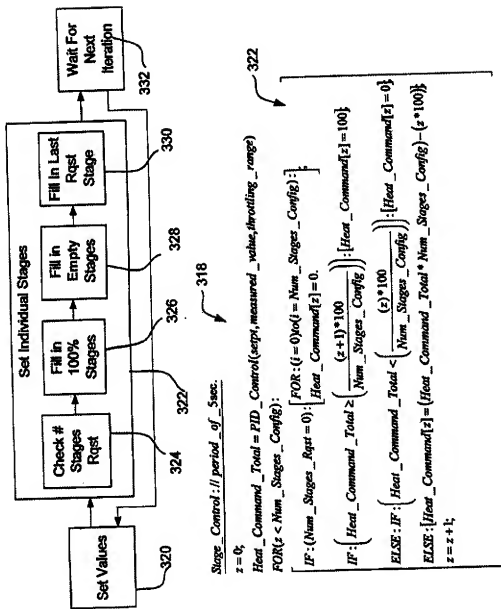 Set Individual Stages
Set Values
320
Check #
Stages
Rqst
324
Fill in
100%
Stages
326
Fill in
Empty
Stages
328
Fill In Last
Rqst
Stage
330
322
Wait For
Next
Iteration
332
318
Stage_Control://period_of_5sec.
z=0;
Heat_Command_Total=PID_Control(setpt,measured_value,throttling_range)
FOR(z<Num_Stages_Config):
322
IF:(Num_Stages_Rqst=0):[FOR:(i=0)to(i=Num_Stages_Config):
Heat_Command[z]=0.];
IF:(Heat_Command_Total≥((z+1)*100/Num_Stages_Config)):[Heat_Command[z]=100];
ELSE:IF:(Heat_Command_Total<((z)*100/Num_Stages_Config)):[Heat_Command[z]=0];
ELSE:[Heat_Command[z]=(Heat_Command_Total*Num_Stages_Config)-(z*100)];
z=z+1;